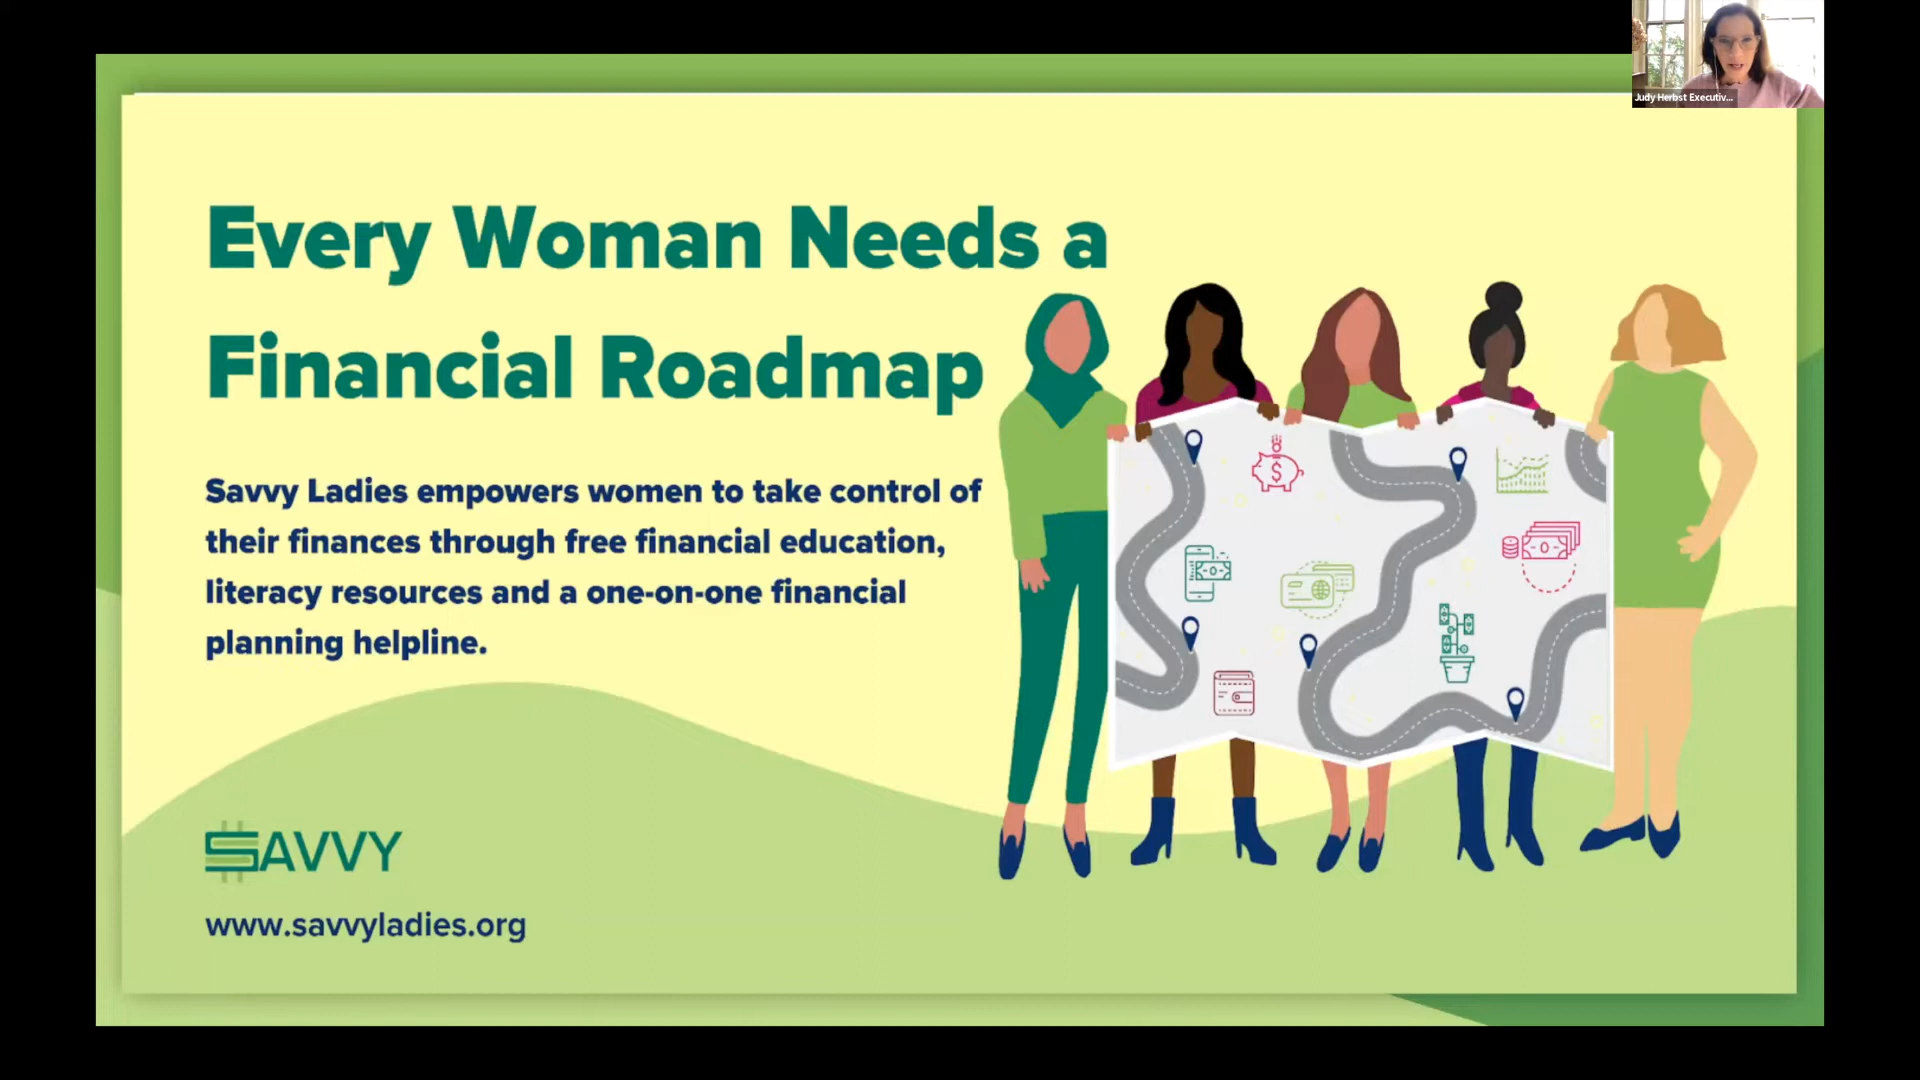 Judy Herbst Executiv...
Every Woman Needs a
Financial Roadmap
Savvy Ladies empowers women to take control of
their finances through free financial education,
literacy resources and a one-on-one financial
planning helpline.
SAVVY
www.savvyladies.org